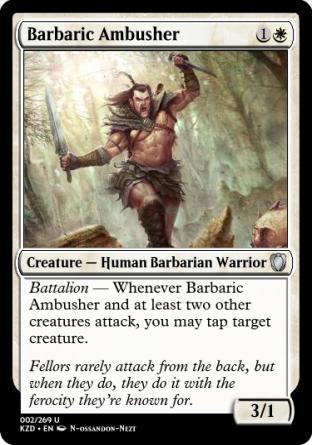 Barbaric Ambusher 1
Creature — Human Barbarian Warrior
Battalion — Whenever Barbaric
Ambusher and at least two other
creatures attack, you may tap target
creature.
Fellors rarely attack from the back, but
when they do, they do it with the
ferocity they're known for.
3/1
002/269 U
KZD • EN N-ossandon-Nezt